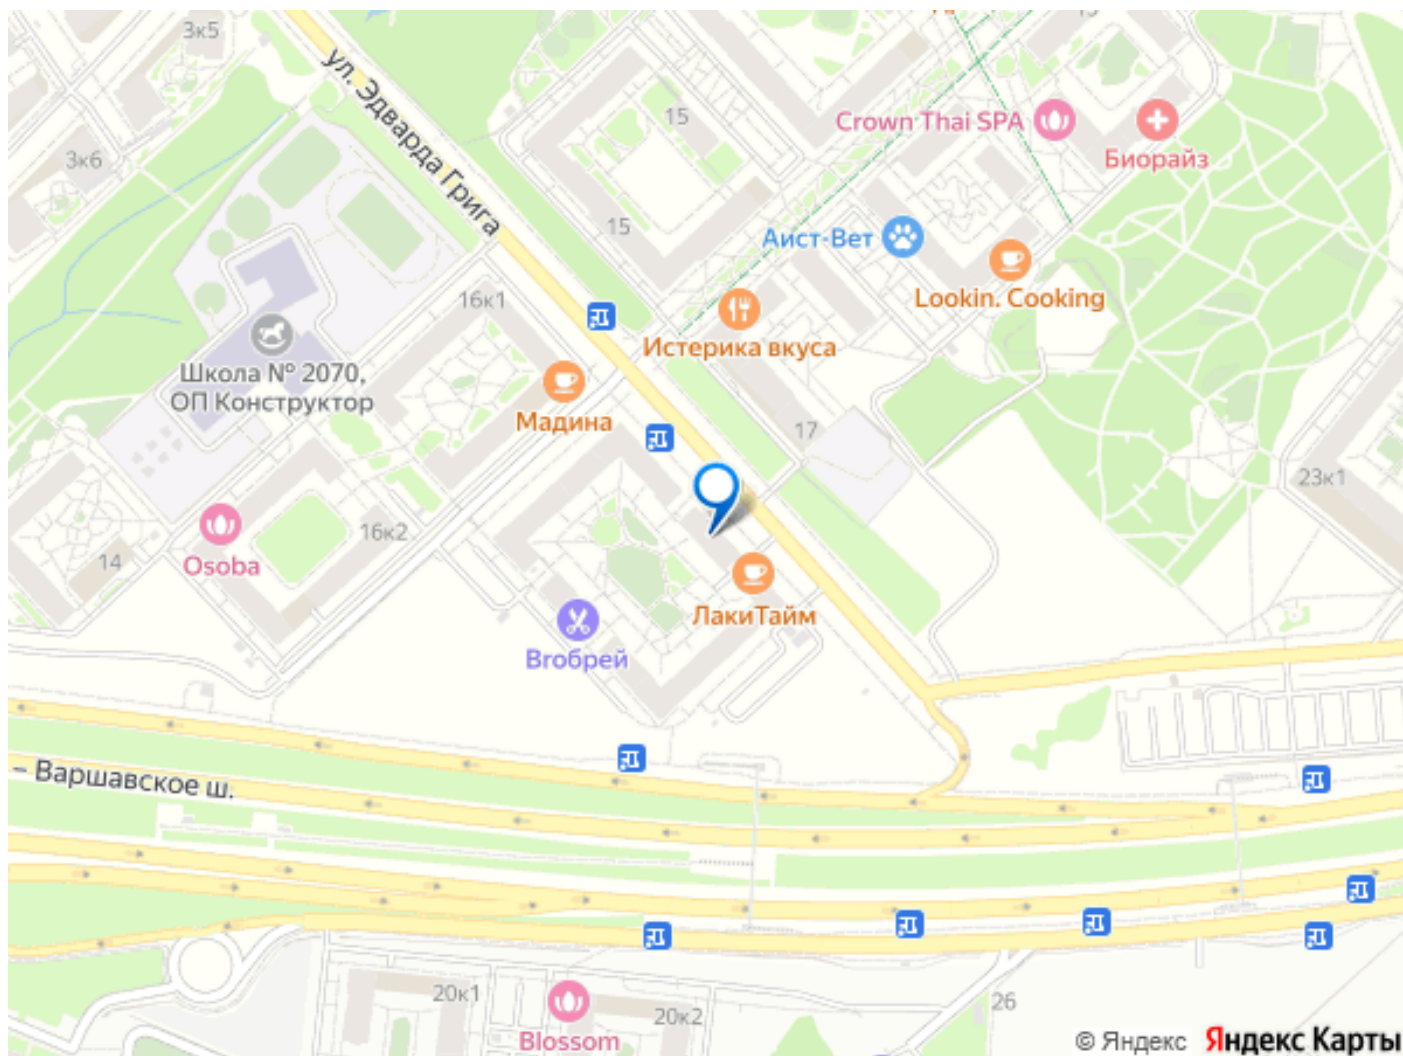 3к5
15
ул. Эдварда Грига
15
Crown Thai SPA
Биорайз
3к6
15
Аист-Вет
Lookin. Cooking
16к1
Истерика вкуса
Школа № 2070,
ОП Конструктор
Мадина
17
23к1
Osoba
16к2
14
ЛакиТайм
Вгобрей
– Варшавское ш.
20к1
20к2
26
Blossom
© Яндекс Яндекс Карты